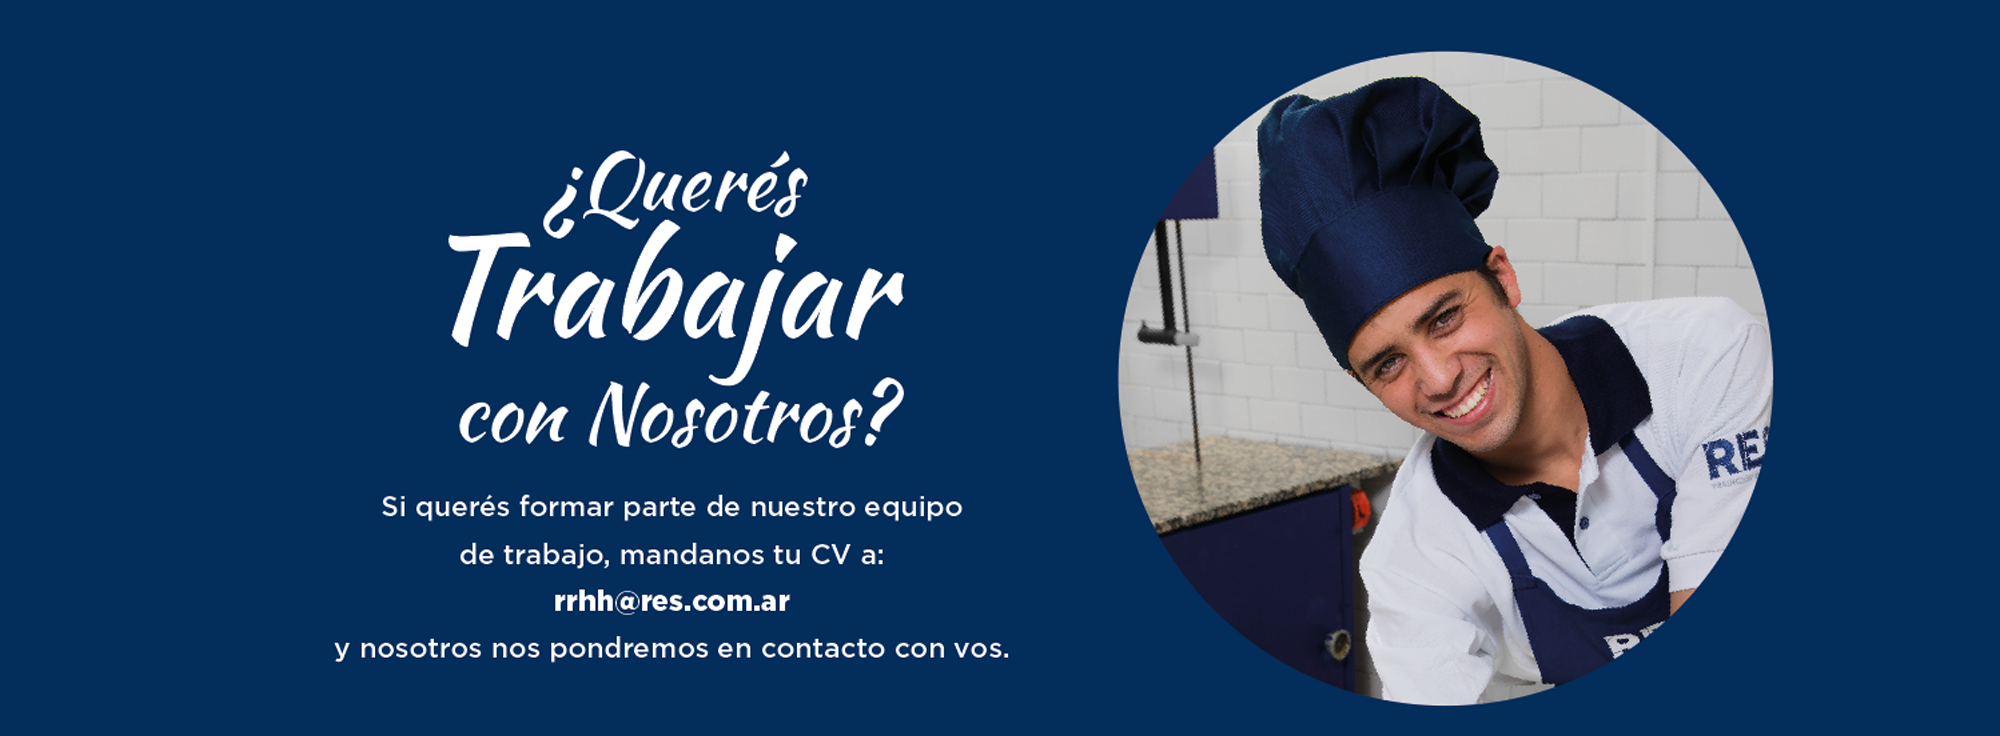 ¿Querés
Trabajar
con Nosotros?
Si querés formar parte de nuestro equipo
de trabajo, mandanos tu CV a:
rrhh@res.com.ar
y nosotros nos pondremos en contacto con vos.